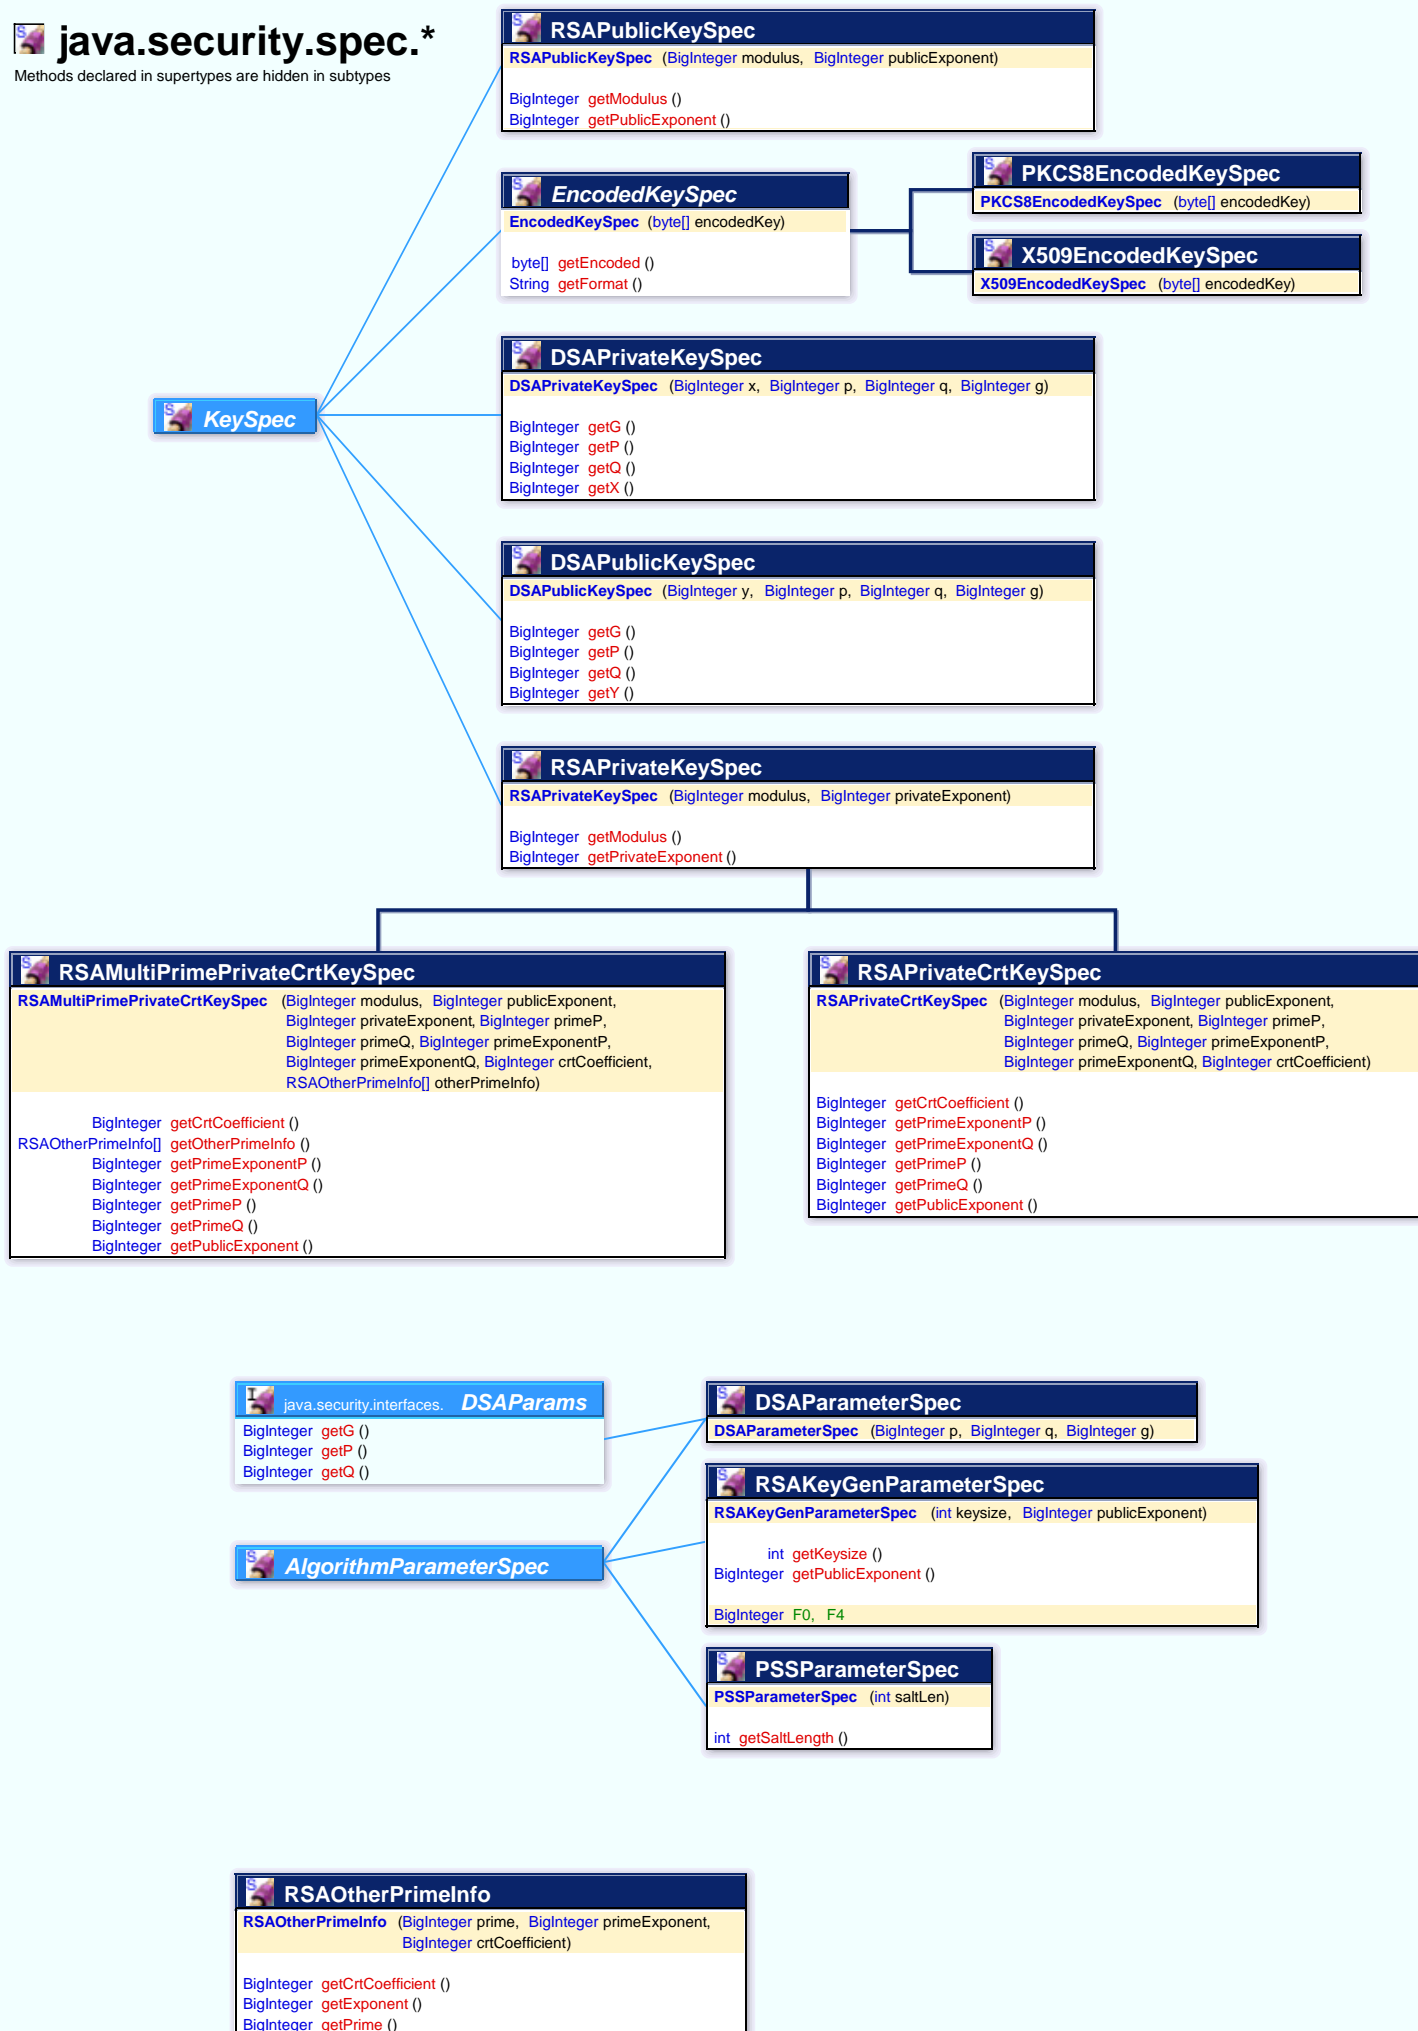 java.security.spec.*
Methods declared in supertypes are hidden in subtypes
RSAPublicKeySpec
RSAPublicKeySpec (BigInteger modulus, BigInteger publicExponent)
BigInteger getModulus ()
BigInteger getPublicExponent ()
EncodedKeySpec
EncodedKeySpec (byte[] encodedKey)
byte[] getEncoded ()
String getFormat ()
PKCS8EncodedKeySpec
PKCS8EncodedKeySpec (byte[] encodedKey)
X509EncodedKeySpec
X509EncodedKeySpec (byte[] encodedKey)
KeySpec
DSAPrivateKeySpec
DSAPrivateKeySpec (BigInteger x, BigInteger p, BigInteger q, BigInteger g)
BigInteger getG ()
BigInteger getP ()
BigInteger getQ ()
BigInteger getX ()
DSAPublicKeySpec
DSAPublicKeySpec (BigInteger y, BigInteger p, BigInteger q, BigInteger g)
BigInteger getG ()
BigInteger getP ()
BigInteger getQ ()
BigInteger getY ()
RSAPrivateKeySpec
RSAPrivateKeySpec (BigInteger modulus, BigInteger privateExponent)
BigInteger getModulus ()
BigInteger getPrivateExponent ()
RSAMultiPrimePrivateCrtKeySpec
RSAMultiPrimePrivateCrtKeySpec (BigInteger modulus, BigInteger publicExponent,
BigInteger privateExponent, BigInteger primeP,
BigInteger primeQ, BigInteger primeExponentP,
BigInteger primeExponentQ, BigInteger crtCoefficient,
RSAOtherPrimeInfo[] otherPrimeInfo)
BigInteger getCrtCoefficient ()
RSAOtherPrimeInfo[] getOtherPrimeInfo ()
BigInteger getPrimeExponentP ()
BigInteger getPrimeExponentQ ()
BigInteger getPrimeP ()
BigInteger getPrimeQ ()
BigInteger getPublicExponent ()
RSAPrivateCrtKeySpec
RSAPrivateCrtKeySpec (BigInteger modulus, BigInteger publicExponent,
BigInteger privateExponent, BigInteger primeP,
BigInteger primeQ, BigInteger primeExponentP,
BigInteger primeExponentQ, BigInteger crtCoefficient)
BigInteger getCrtCoefficient ()
BigInteger getPrimeExponentP ()
BigInteger getPrimeExponentQ ()
BigInteger getPrimeP ()
BigInteger getPrimeQ ()
BigInteger getPublicExponent ()
java.security.interfaces. DSAParams
BigInteger getG ()
BigInteger getP ()
BigInteger getQ ()
DSAParameterSpec
DSAParameterSpec (BigInteger p, BigInteger q, BigInteger g)
AlgorithmParameterSpec
RSAKeyGenParameterSpec
RSAKeyGenParameterSpec (int keysize, BigInteger publicExponent)
int getKeysize ()
BigInteger getPublicExponent ()
BigInteger F0, F4
PSSParameterSpec
PSSParameterSpec (int saltLen)
int getSaltLength ()
RSAOtherPrimeInfo
RSAOtherPrimeInfo (BigInteger prime, BigInteger primeExponent,
BigInteger crtCoefficient)
BigInteger getCrtCoefficient ()
BigInteger getExponent ()
BigInteger getPrime ()